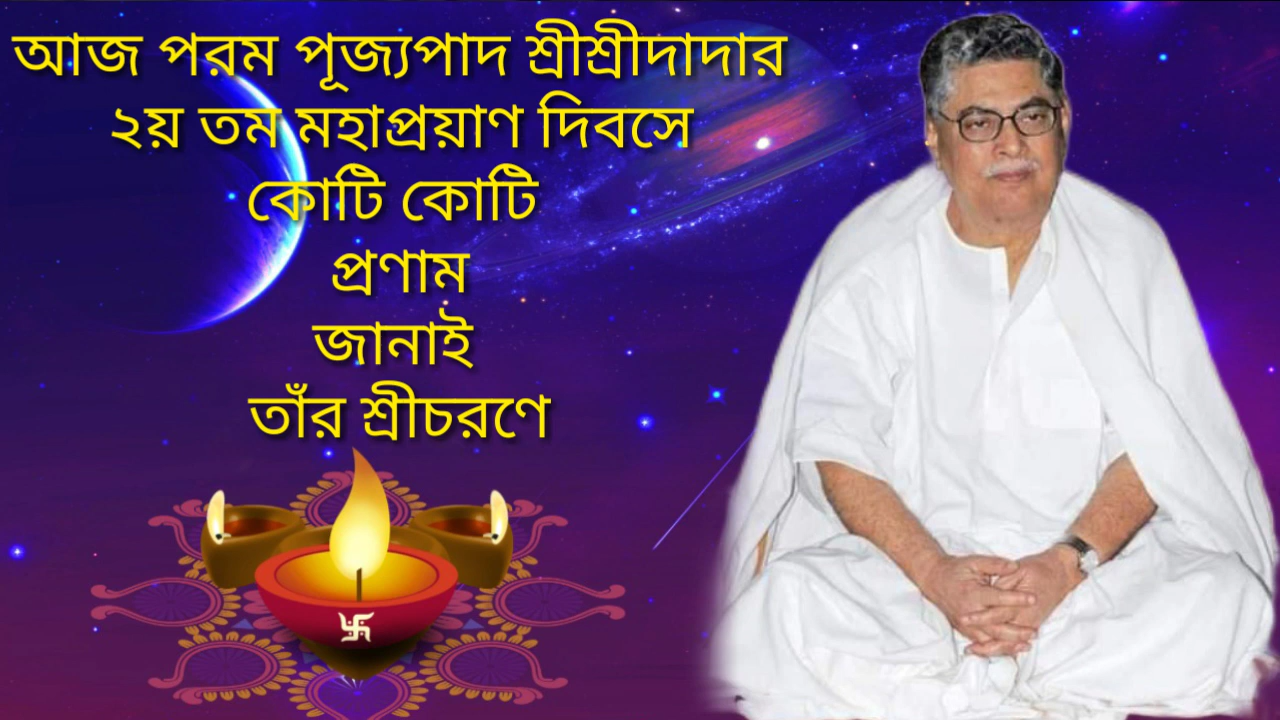 আজ পরম পূজ্যপাদ শ্রীশ্রীদাদার
২য় তম মহাপ্রয়াণ দিবসে
কোটি কোটি
প্রণাম
জানাই
তাঁর শ্রীচরণে